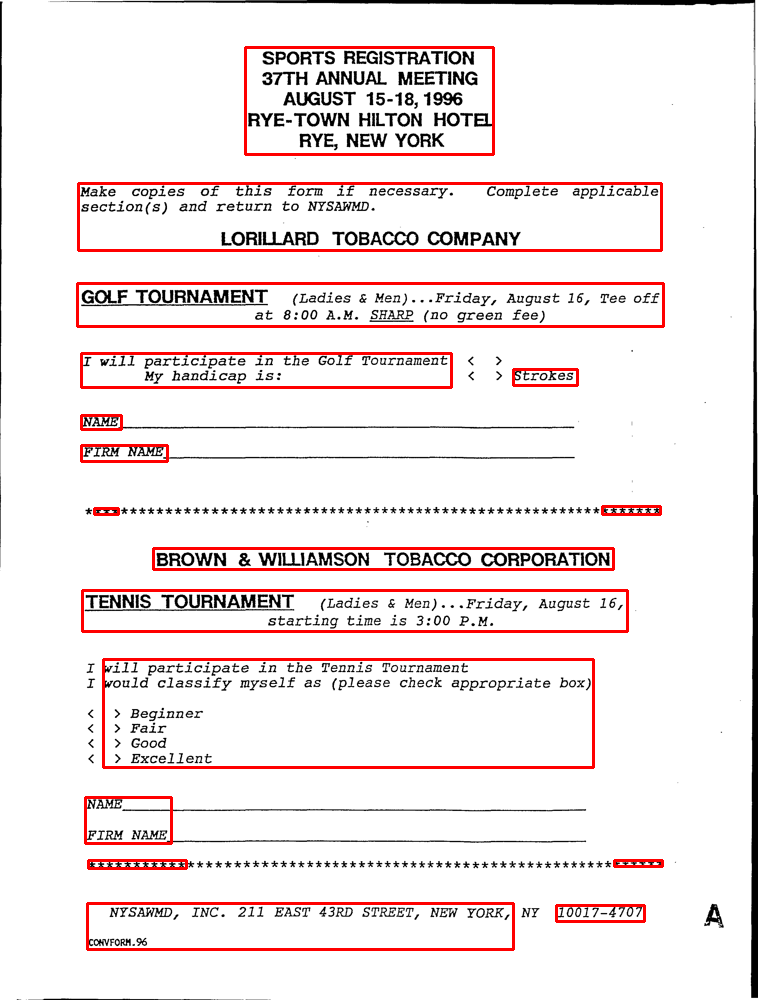 SPORTS REGISTRATION
37TH ANNUAL MEETING
AUGUST 15-18, 1996
RYE-TOWN HILTON HOTEL
RYE, NEW YORK
Make copies of this form if necessary. Complete applicable
section(s) and return to NYSAWMD.
LORILLARD TOBACCO COMPANY
GOLF TOURNAMENT (Ladies & Men)...Friday, August 16, Tee off
at 8:00 A.M. SHARP (no green fee)
I will participate in the Golf Tournament < >
My handicap is: < > Strokes
NAME
FIRM NAME
***************************************************************
BROWN & WILLIAMSON TOBACCO CORPORATION
TENNIS TOURNAMENT (Ladies & Men)...Friday, August 16,
starting time is 3:00 P.M.
I will participate in the Tennis Tournament
I would classify myself as (please check appropriate box)
< > Beginner
< > Fair
< > Good
< > Excellent
NAME
FIRM NAME
***************************************************************
NYSAWMD, INC. 211 EAST 43RD STREET, NEW YORK, NY 10017-4707
A
CONVFORM.96